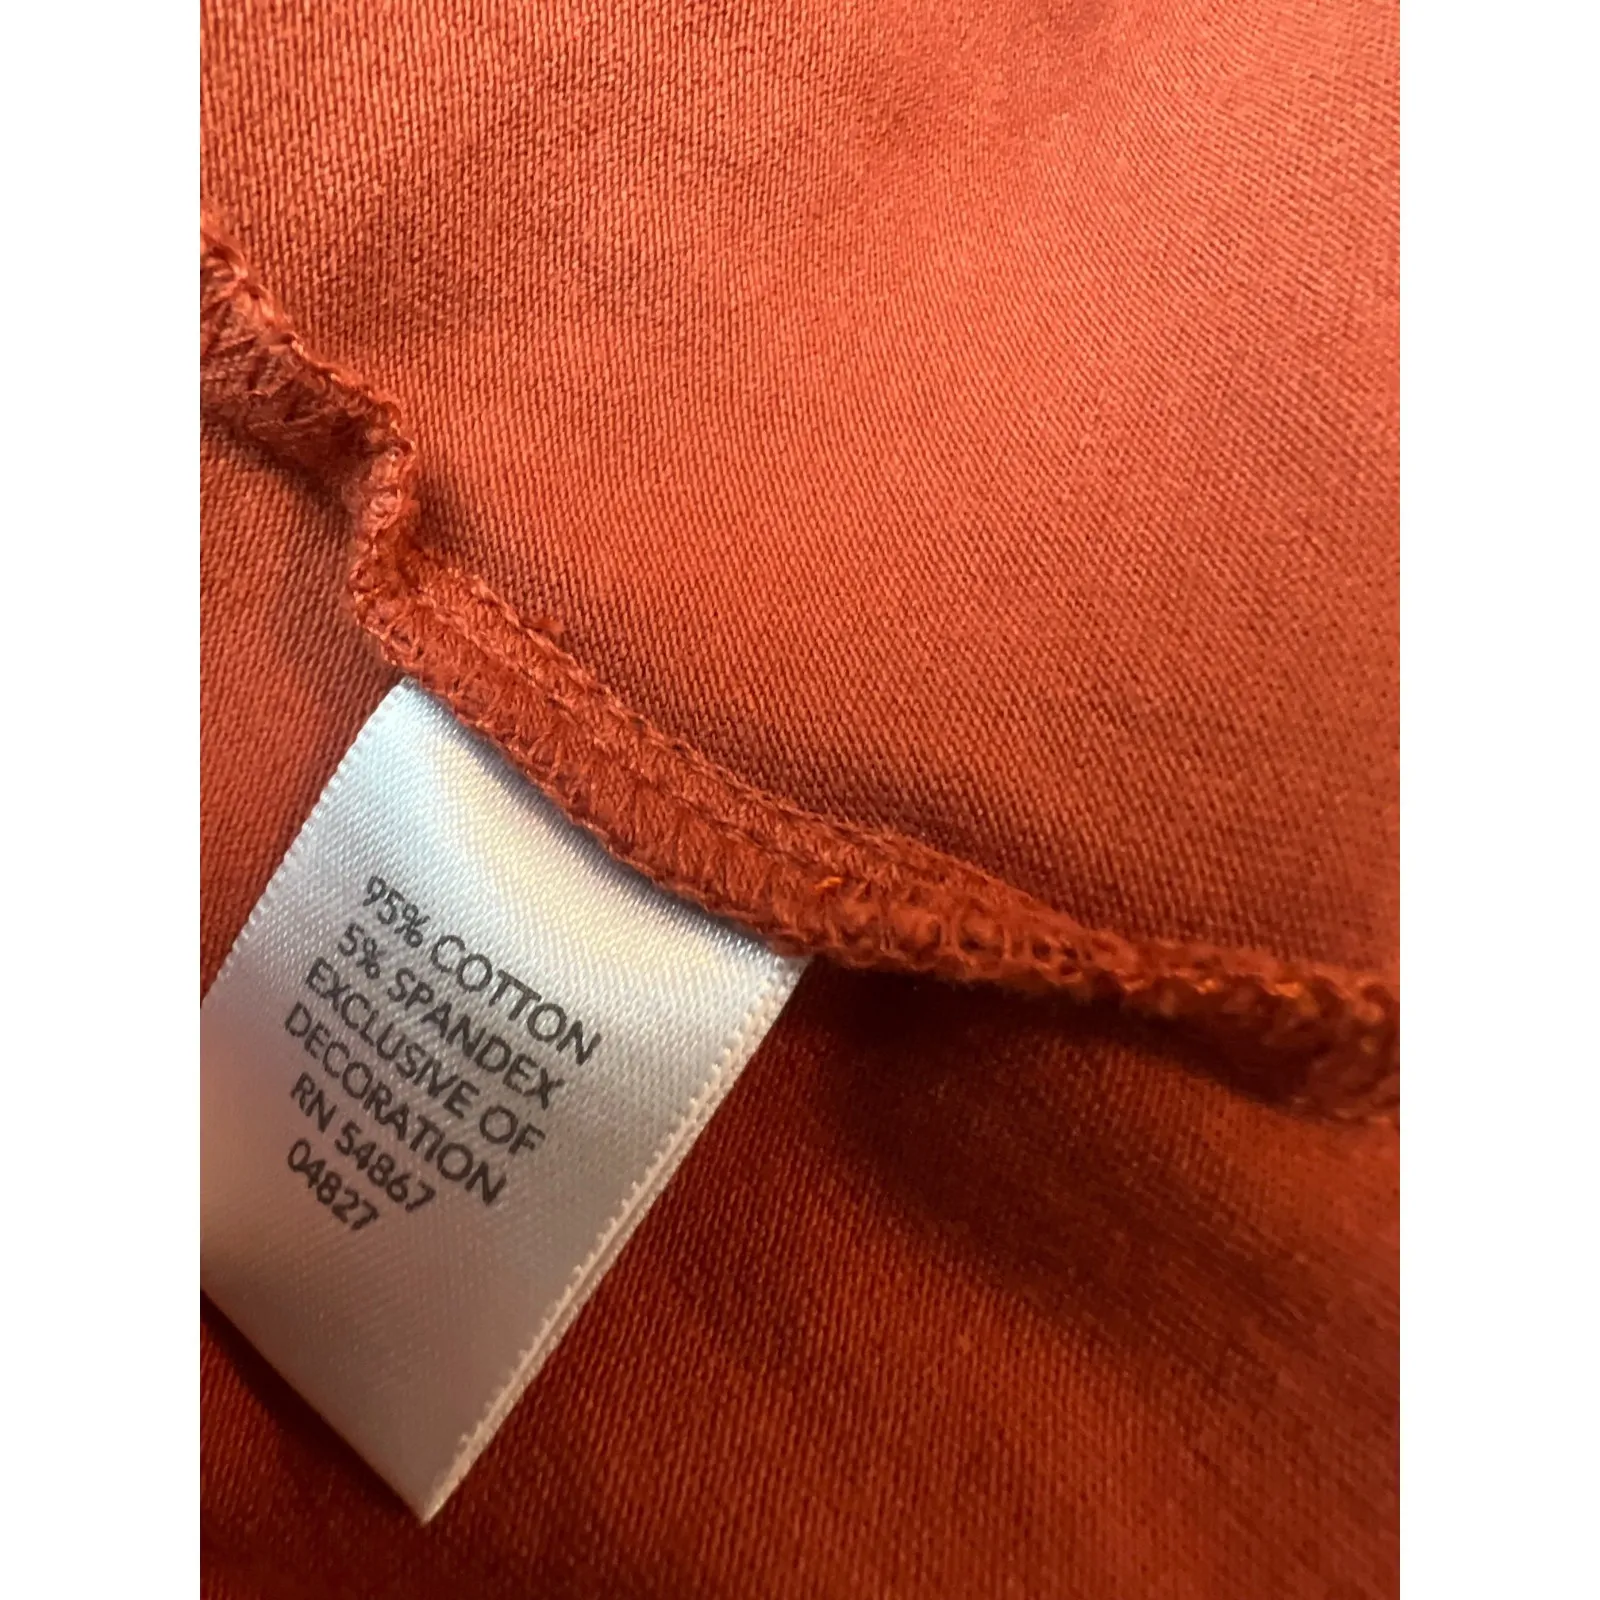 95% COTTON
5% SPANDEX
EXCLUSIVE OF
DECORATION
RN 54867
04827